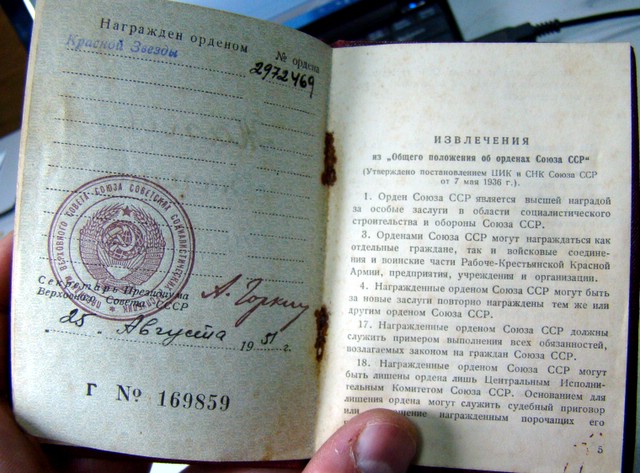 Награжден орденом
№ ордена
Красной Звезды
2972469
Секретарь Президиума
Верховного Совета СССР
А. Горкин
25 Августа 1951 г.
Г № 169859
ИЗВЛЕЧЕНИЯ
из „Общего положения об орденах Союза ССР"
(Утверждено постановлением ЦИК и СНК Союза ССР
от 7 мая 1936 г.).
1. Орден Союза ССР является высшей наградой
за особые заслуги в области социалистического
строительства и обороны Союза ССР.
3. Орденами Союза ССР могут награждаться как
отдельные граждане, так и войсковые соедине-
ния и воинские части Рабоче-Крестьянской Красной
Армии, предприятия, учреждения и организации.
4. Награжденные орденом Союза ССР могут быть
за новые заслуги повторно награждены тем же или
другим орденом Союза ССР.
17. Награжденные орденом Союза ССР должны
служить примером выполнения всех обязанностей,
возлагаемых законом на граждан Союза ССР.
18. Награжденные орденом Союза ССР могут
быть лишены ордена лишь Центральным Исполни-
тельным Комитетом Союза ССР. Основанием для
лишения ордена могут служить судебный приговор
или награжденным порочащих его
5